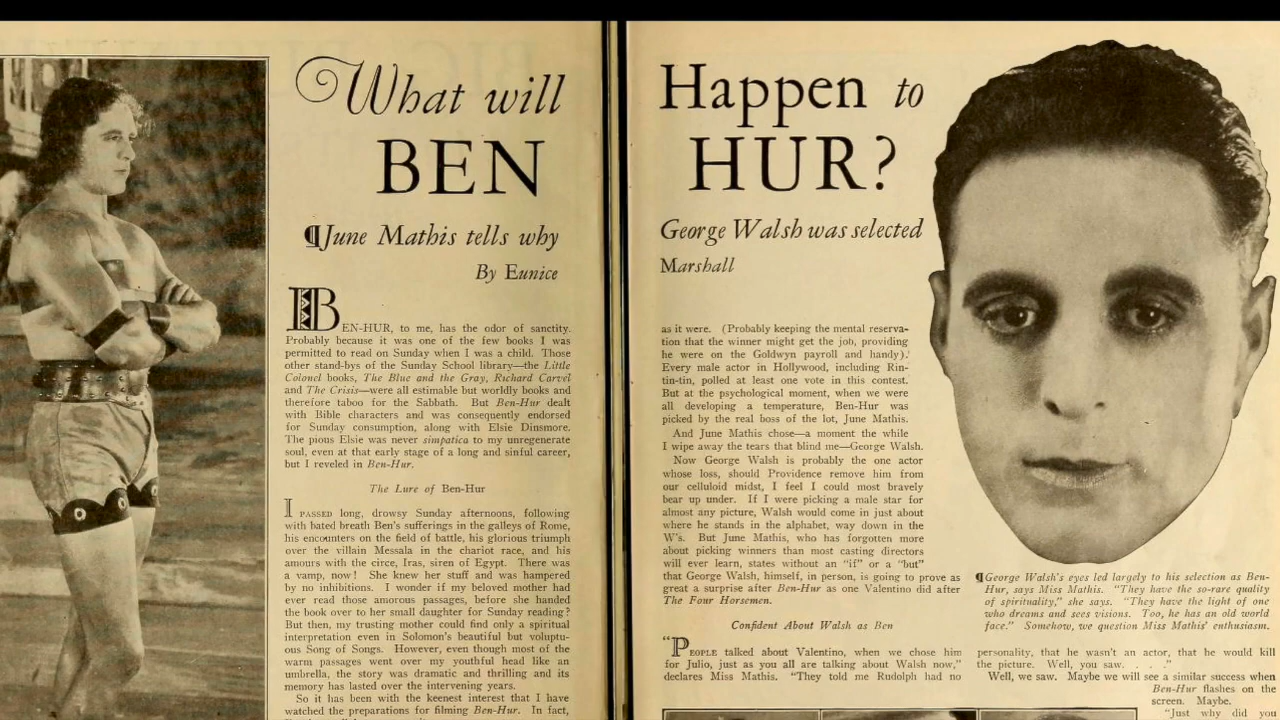 What will
BEN
¶June Mathis tells why
By Eunice
BEN-HUR, to me, has the odor of sanctity.
Probably because it was one of the few books I was
permitted to read on Sunday when I was a child. Those
other stand-bys of the Sunday School library—the Little
Colonel books, The Blue and the Gray, Richard Carvel
and The Crisis—were all estimable but worldly books and
therefore taboo for the Sabbath. But Ben-Hur dealt
with Bible characters and was consequently endorsed
for Sunday consumption, along with Elsie Dinsmore.
The pious Elsie was never simpatica to my unregenerate
soul, even at that early stage of a long and sinful career,
but I reveled in Ben-Hur.
The Lure of Ben-Hur
I PASSED long, drowsy Sunday afternoons, following
with bated breath Ben's sufferings in the galleys of Rome,
his encounters on the field of battle, his glorious triumph
over the villain Messala in the chariot race, and his
amours with the circe, Iras, siren of Egypt. There was
a vamp, now! She knew her stuff and was hampered
by no inhibitions. I wonder if my beloved mother had
ever read those amorous passages, before she handed
the book over to her small daughter for Sunday reading?
But then, my trusting mother could find only a spiritual
interpretation even in Solomon's beautiful but voluptu-
ous Song of Songs. However, even though most of the
warm passages went over my youthful head like an
umbrella, the story was dramatic and thrilling and its
memory has lasted over the intervening years.
So it has been with the keenest interest that I have
watched the preparations for filming Ben-Hur. In fact,
Happen to
HUR?
George Walsh was selected
Marshall
as it were. (Probably keeping the mental reserva-
tion that the winner might get the job, providing
he were on the Goldwyn payroll and handy).
Every male actor in Hollywood, including Rin-
tin-tin, polled at least one vote in this contest.
But at the psychological moment, when we were
all developing a temperature, Ben-Hur was
picked by the real boss of the lot, June Mathis.
And June Mathis chose—a moment the while
I wipe away the tears that blind me—George Walsh.
Now George Walsh is probably the one actor
whose loss, should Providence remove him from
our celluloid midst, I feel I could most bravely
bear up under. If I were picking a male star for
almost any picture, Walsh would come in just about
where he stands in the alphabet, way down in the
W's. But June Mathis, who has forgotten more
about picking winners than most casting directors
will ever learn, states without an "if" or a "but"
that George Walsh, himself, in person, is going to prove as
great a surprise after Ben-Hur as one Valentino did after
The Four Horsemen.
Confident About Walsh as Ben
"PEOPLE talked about Valentino, when we chose him
for Julio, just as you all are talking about Walsh now,"
declares Miss Mathis. "They told me Rudolph had no
¶George Walsh's eyes led largely to his selection as Ben-
Hur, says Miss Mathis. "They have the so-rare quality
of spirituality," she says. "They have the light of one
who dreams and sees visions. Too, he has an old world
face." Somehow, we question Miss Mathis' enthusiasm.
personality, that he wasn't an actor, that he would kill
the picture. Well, you saw. . . ."
Well, we saw. Maybe we will see a similar success when
Ben-Hur flashes on the
screen. Maybe.
"Just why did you